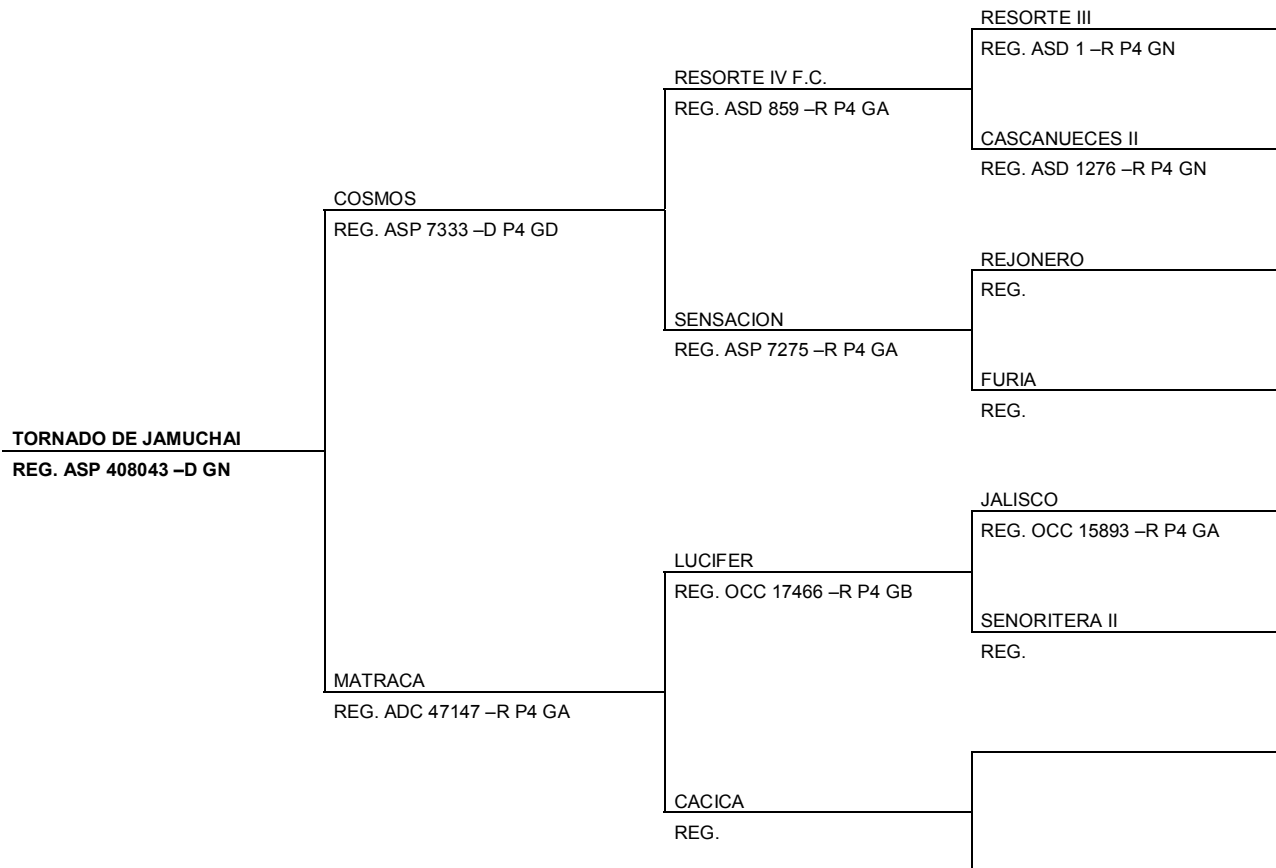 RESORTE III
REG. ASD 1 –R P4 GN
RESORTE IV F.C.
REG. ASD 859 –R P4 GA
CASCANUECES II
REG. ASD 1276 –R P4 GN
COSMOS
REG. ASP 7333 –D P4 GD
REJONERO
REG.
SENSACION
REG. ASP 7275 –R P4 GA
FURIA
REG.
TORNADO DE JAMUCHAI
REG. ASP 408043 –D GN
JALISCO
REG. OCC 15893 –R P4 GA
LUCIFER
REG. OCC 17466 –R P4 GB
SENORITERA II
REG.
MATRACA
REG. ADC 47147 –R P4 GA
CACICA
REG.